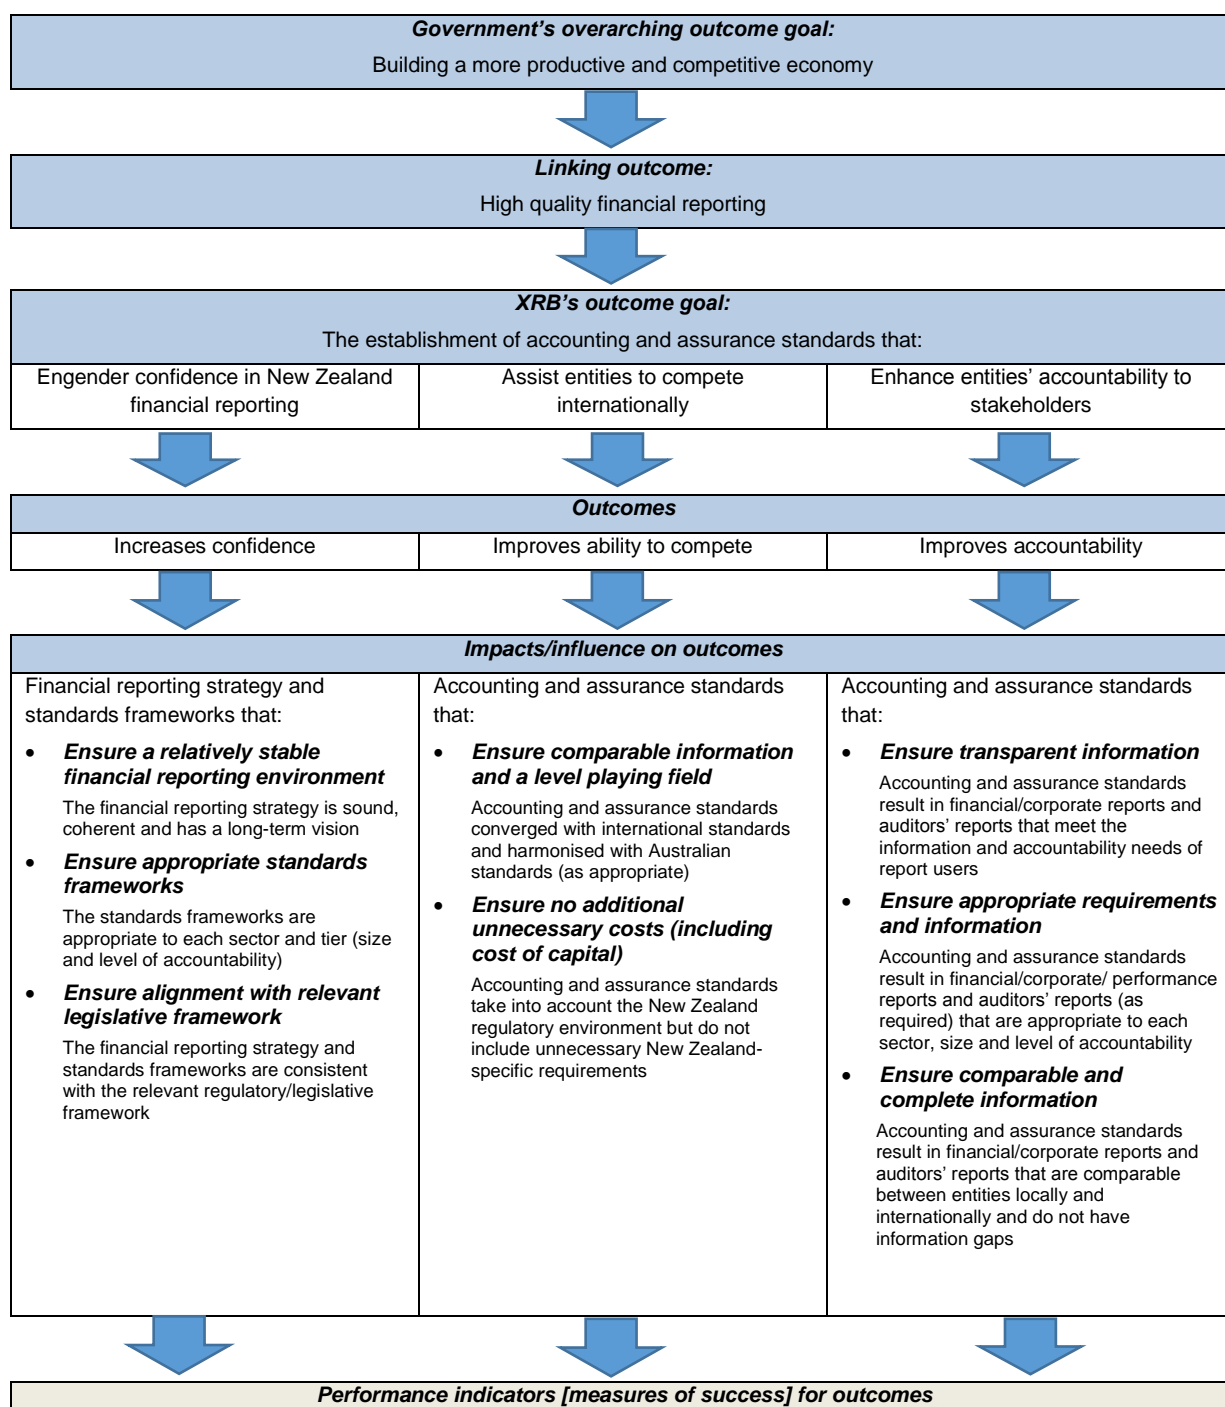 Government’s overarching outcome goal:
Building a more productive and competitive economy
Linking outcome:
High quality financial reporting
XRB’s outcome goal:
The establishment of accounting and assurance standards that:
Engender confidence in New Zealand
financial reporting
Assist entities to compete
internationally
Enhance entities’ accountability to
stakeholders
Outcomes
Increases confidence
Improves ability to compete
Improves accountability
Impacts/influence on outcomes
Financial reporting strategy and
standards frameworks that:
• Ensure a relatively stable
financial reporting environment
The financial reporting strategy is sound,
coherent and has a long-term vision
• Ensure appropriate standards
frameworks
The standards frameworks are
appropriate to each sector and tier (size
and level of accountability)
• Ensure alignment with relevant
legislative framework
The financial reporting strategy and
standards frameworks are consistent
with the relevant regulatory/legislative
framework
Accounting and assurance standards
that:
• Ensure comparable information
and a level playing field
Accounting and assurance standards
converged with international standards
and harmonised with Australian
standards (as appropriate)
• Ensure no additional
unnecessary costs (including
cost of capital)
Accounting and assurance standards
take into account the New Zealand
regulatory environment but do not
include unnecessary New Zealand-
specific requirements
Accounting and assurance standards
that:
• Ensure transparent information
Accounting and assurance standards
result in financial/corporate reports and
auditors’ reports that meet the
information and accountability needs of
report users
• Ensure appropriate requirements
and information
Accounting and assurance standards
result in financial/corporate/ performance
reports and auditors’ reports (as
required) that are appropriate to each
sector, size and level of accountability
• Ensure comparable and
complete information
Accounting and assurance standards
result in financial/corporate reports and
auditors’ reports that are comparable
between entities locally and
internationally and do not have
information gaps
Performance indicators [measures of success] for outcomes